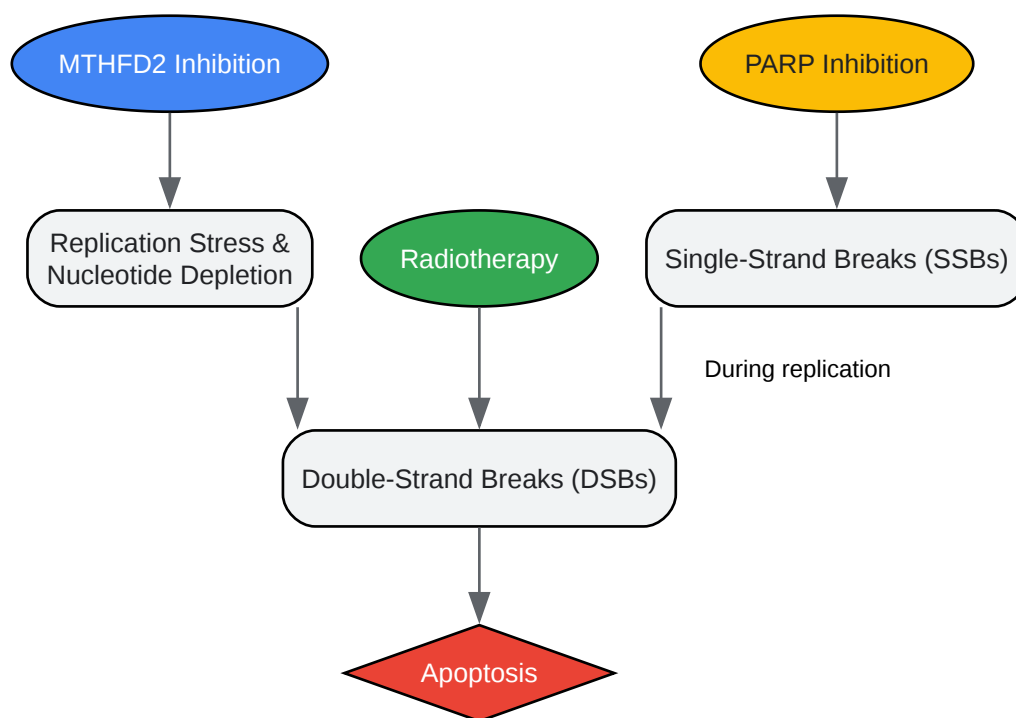 MTHFD2 Inhibition
PARP Inhibition
Replication Stress &
Nucleotide Depletion
Radiotherapy
Single-Strand Breaks (SSBs)
During replication
Double-Strand Breaks (DSBs)
Apoptosis